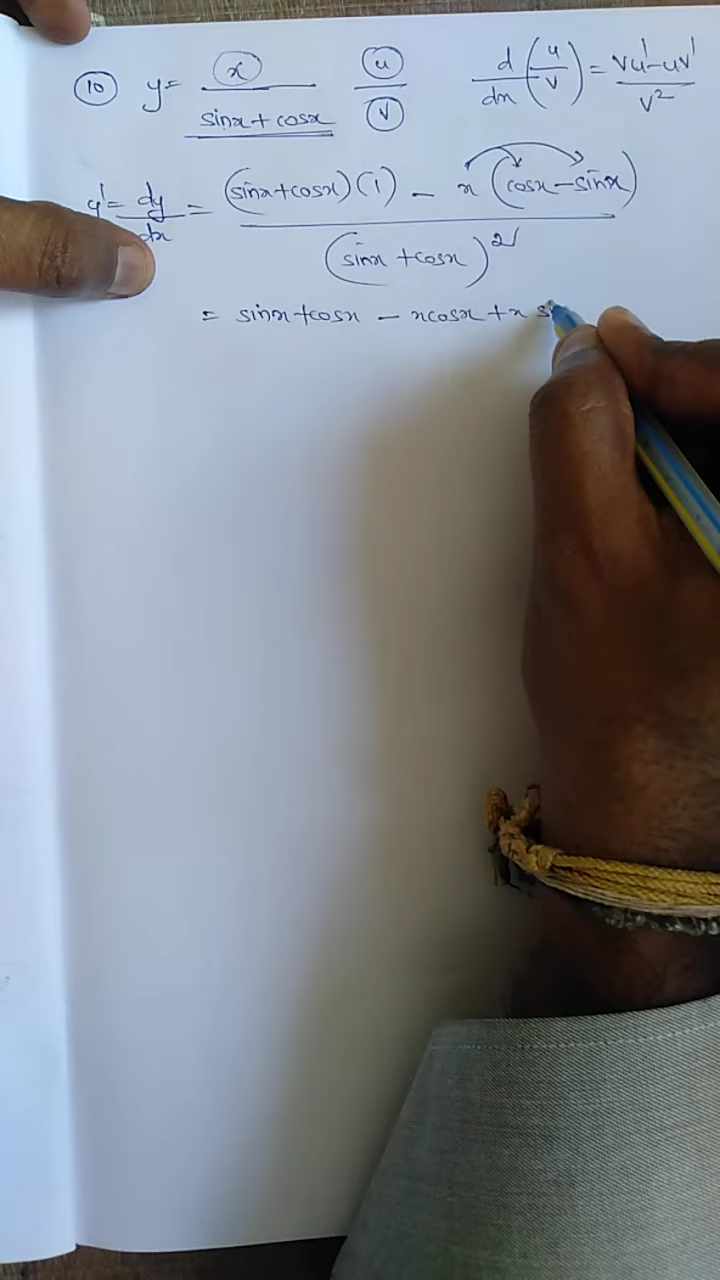 ⑩ y = x / (sinx + cosx)   u / v   d/dx (u/v) = (vu' - uv') / v²
y' = dy/dx = ((sinx + cosx)(1) - x (cosx - sinx)) / (sinx + cosx)²
= sinx + cosx - xcosx + x